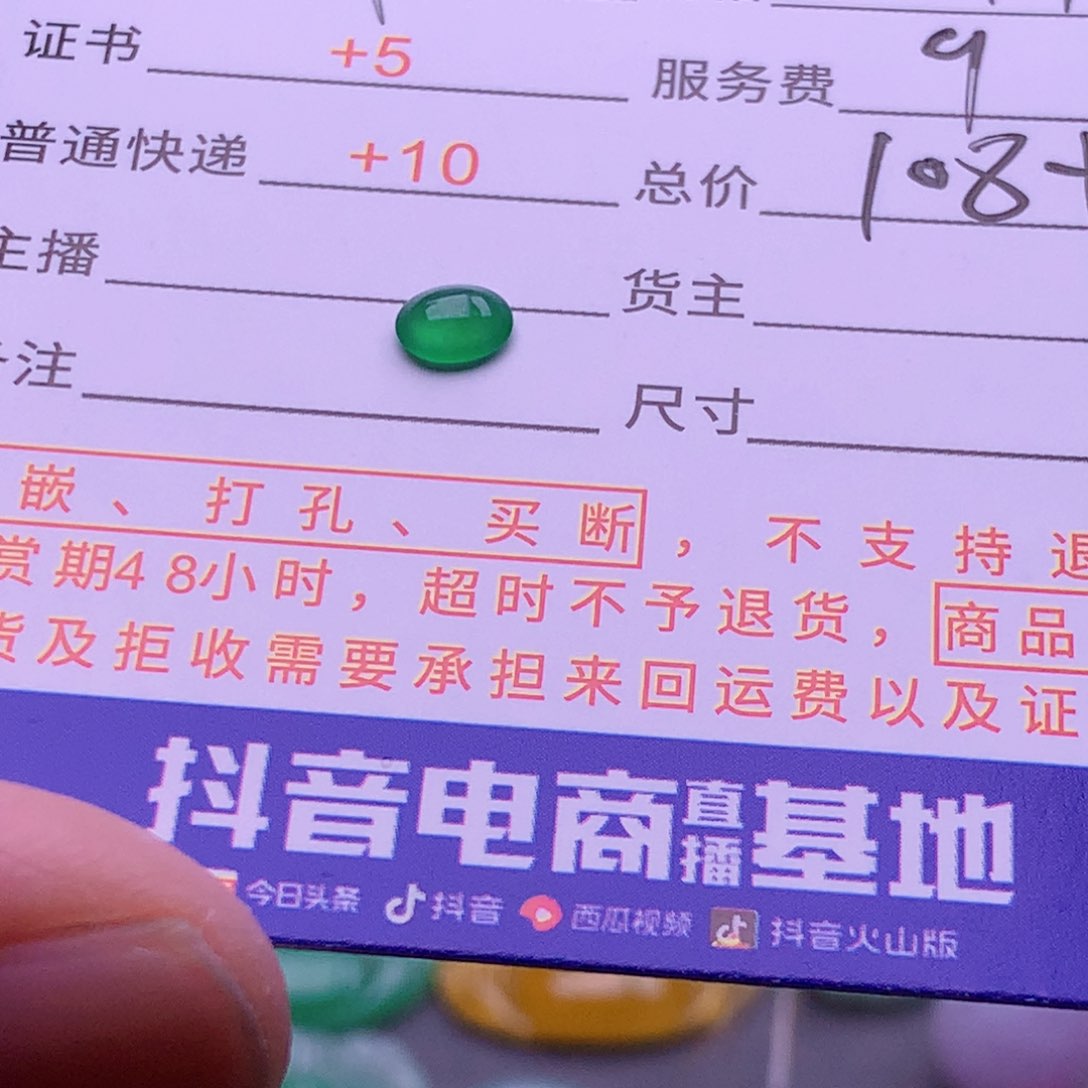 证书 +5 服务费 9
普通快递 +10 总价 108+
主播 货主
注 尺寸
嵌、打孔、买断，不支持退
赏期48小时，超时不予退货，商品
货及拒收需要承担来回运费以及证
抖音电商直播基地
今日头条 抖音 西瓜视频 抖音火山版